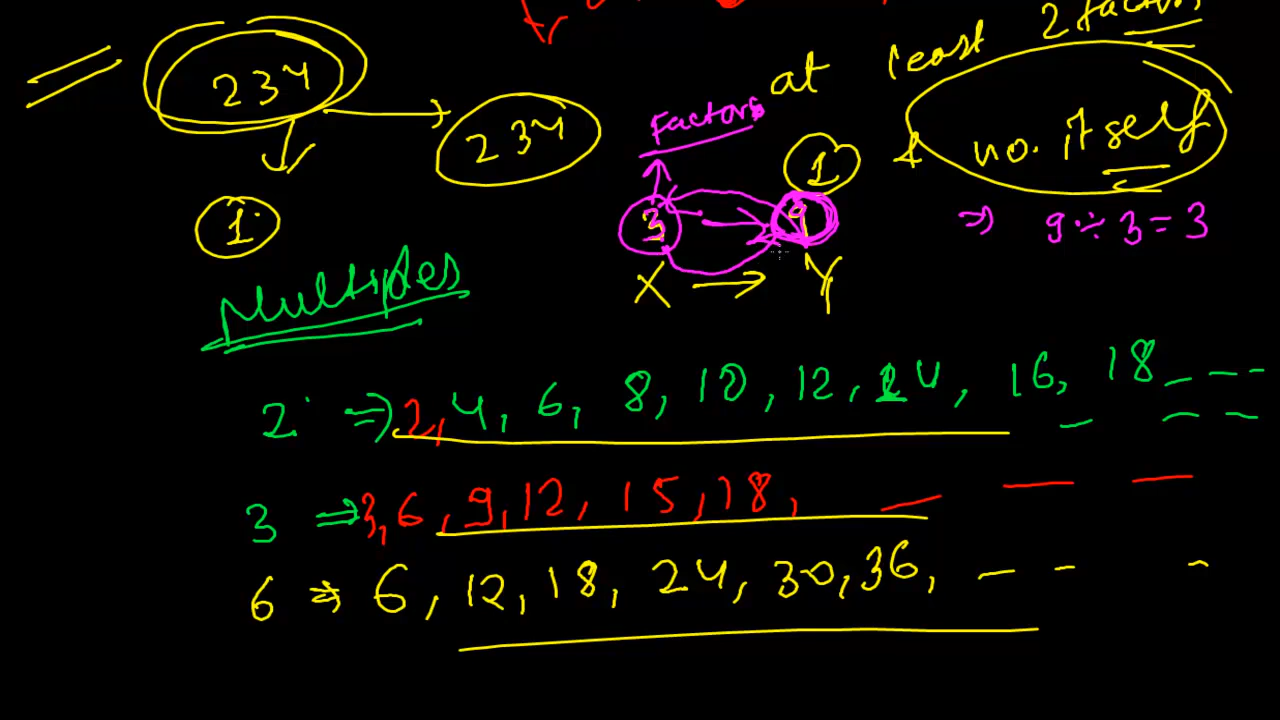 at least 2 factors
234
234
Factors
1
& no. itself
1
3
9
⇒ 9 ÷ 3 = 3
X → Y
Multiples
2 ⇒ 2, 4, 6, 8, 10, 12, 14, 16, 18 - - -
3 ⇒ 3, 6, 9, 12, 15, 18, — — —
6 ⇒ 6, 12, 18, 24, 30, 36, - - -